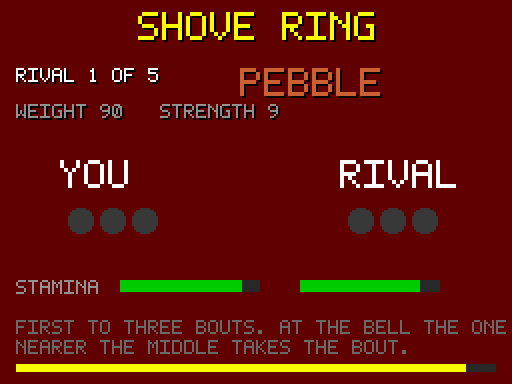 SHOVE RING
RIVAL 1 OF 5 PEBBLE
WEIGHT 90 STRENGTH 9
YOU RIVAL
STAMINA
FIRST TO THREE BOUTS. AT THE BELL THE ONE
NEARER THE MIDDLE TAKES THE BOUT.